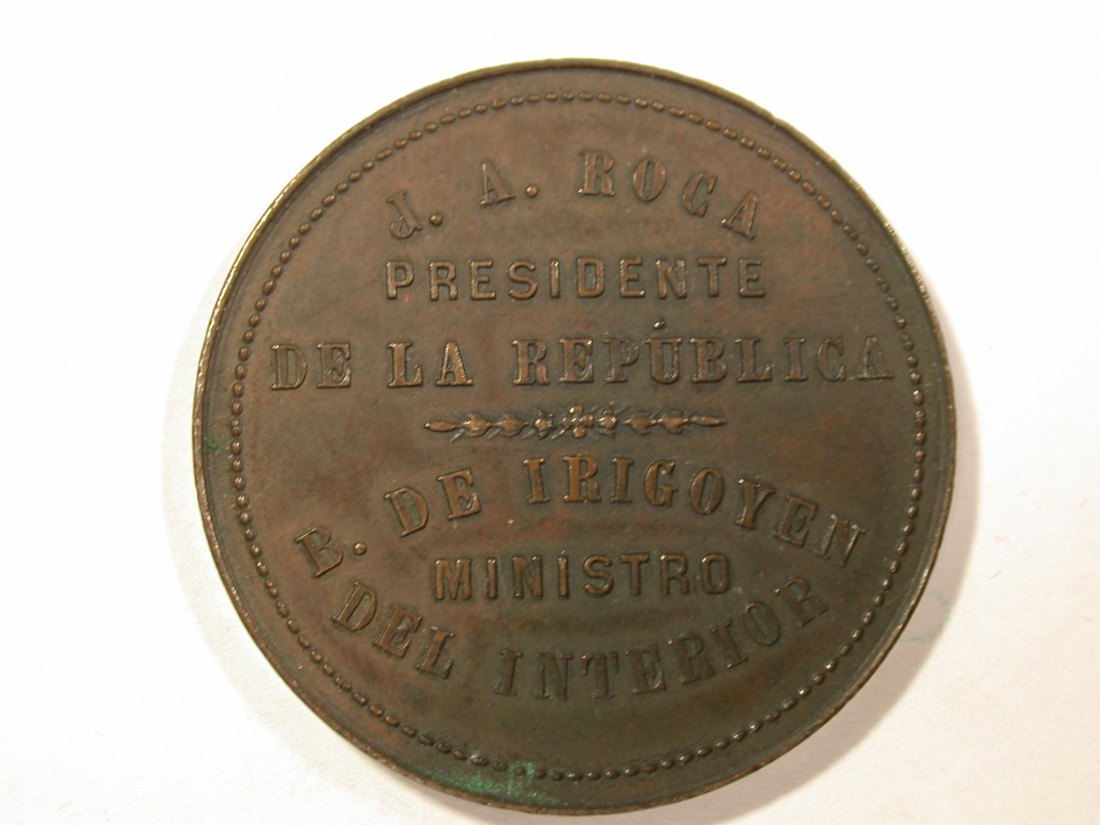 J. A. ROCA
PRESIDENTE
DE LA REPÚBLICA
B. DE IRIGOYEN
MINISTRO
DEL INTERIOR